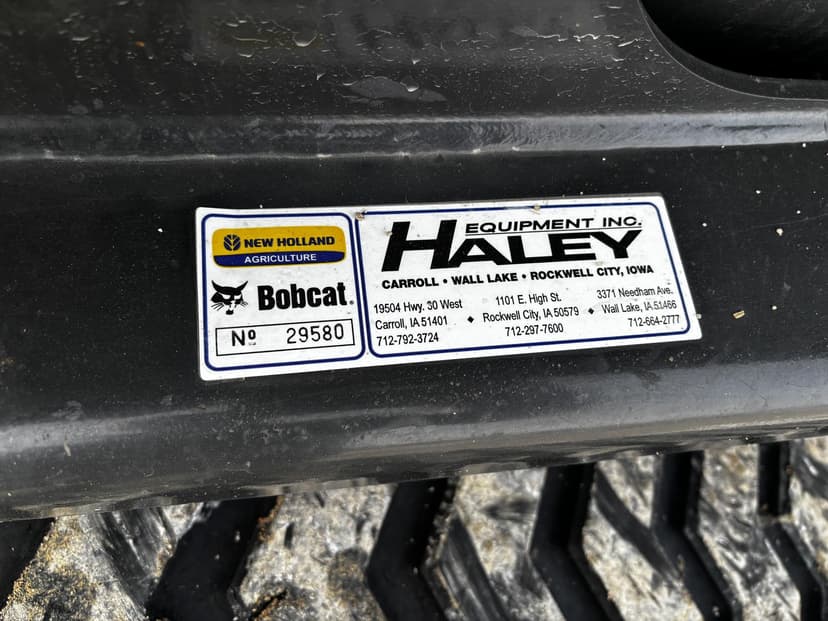 NEW HOLLAND
AGRICULTURE
Bobcat®
Nº 29580
EQUIPMENT INC.
HALEY
CARROLL • WALL LAKE • ROCKWELL CITY, IOWA
19504 Hwy. 30 West
Carroll, IA 51401
712-792-3724
♦
1101 E. High St.
Rockwell City, IA 50579
712-297-7600
♦
3371 Needham Ave.
Wall Lake, IA 51466
712-664-2777